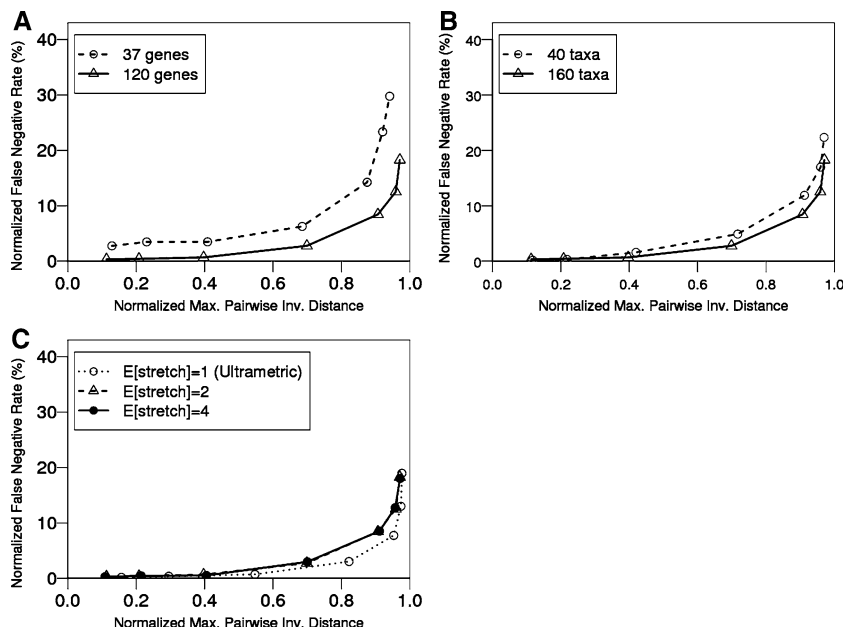 A
Normalized False Negative Rate (%)
40
30
20
10
0
37 genes
120 genes
0.0 0.2 0.4 0.6 0.8 1.0
Normalized Max. Pairwise Inv. Distance
B
Normalized False Negative Rate (%)
40
30
20
10
0
40 taxa
160 taxa
0.0 0.2 0.4 0.6 0.8 1.0
Normalized Max. Pairwise Inv. Distance
C
Normalized False Negative Rate (%)
40
30
20
10
0
E[stretch]=1 (Ultrametric)
E[stretch]=2
E[stretch]=4
0.0 0.2 0.4 0.6 0.8 1.0
Normalized Max. Pairwise Inv. Distance